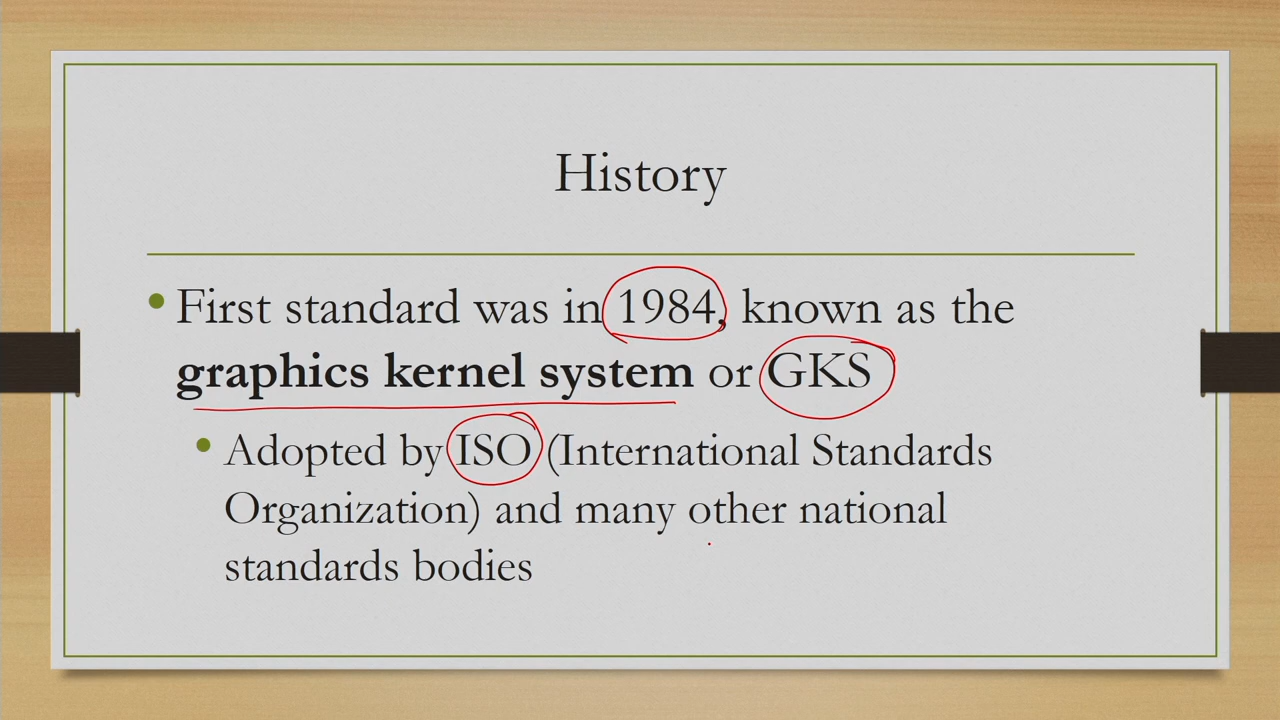 History
• First standard was in 1984, known as the
graphics kernel system or GKS
• Adopted by ISO (International Standards
Organization) and many other national
standards bodies